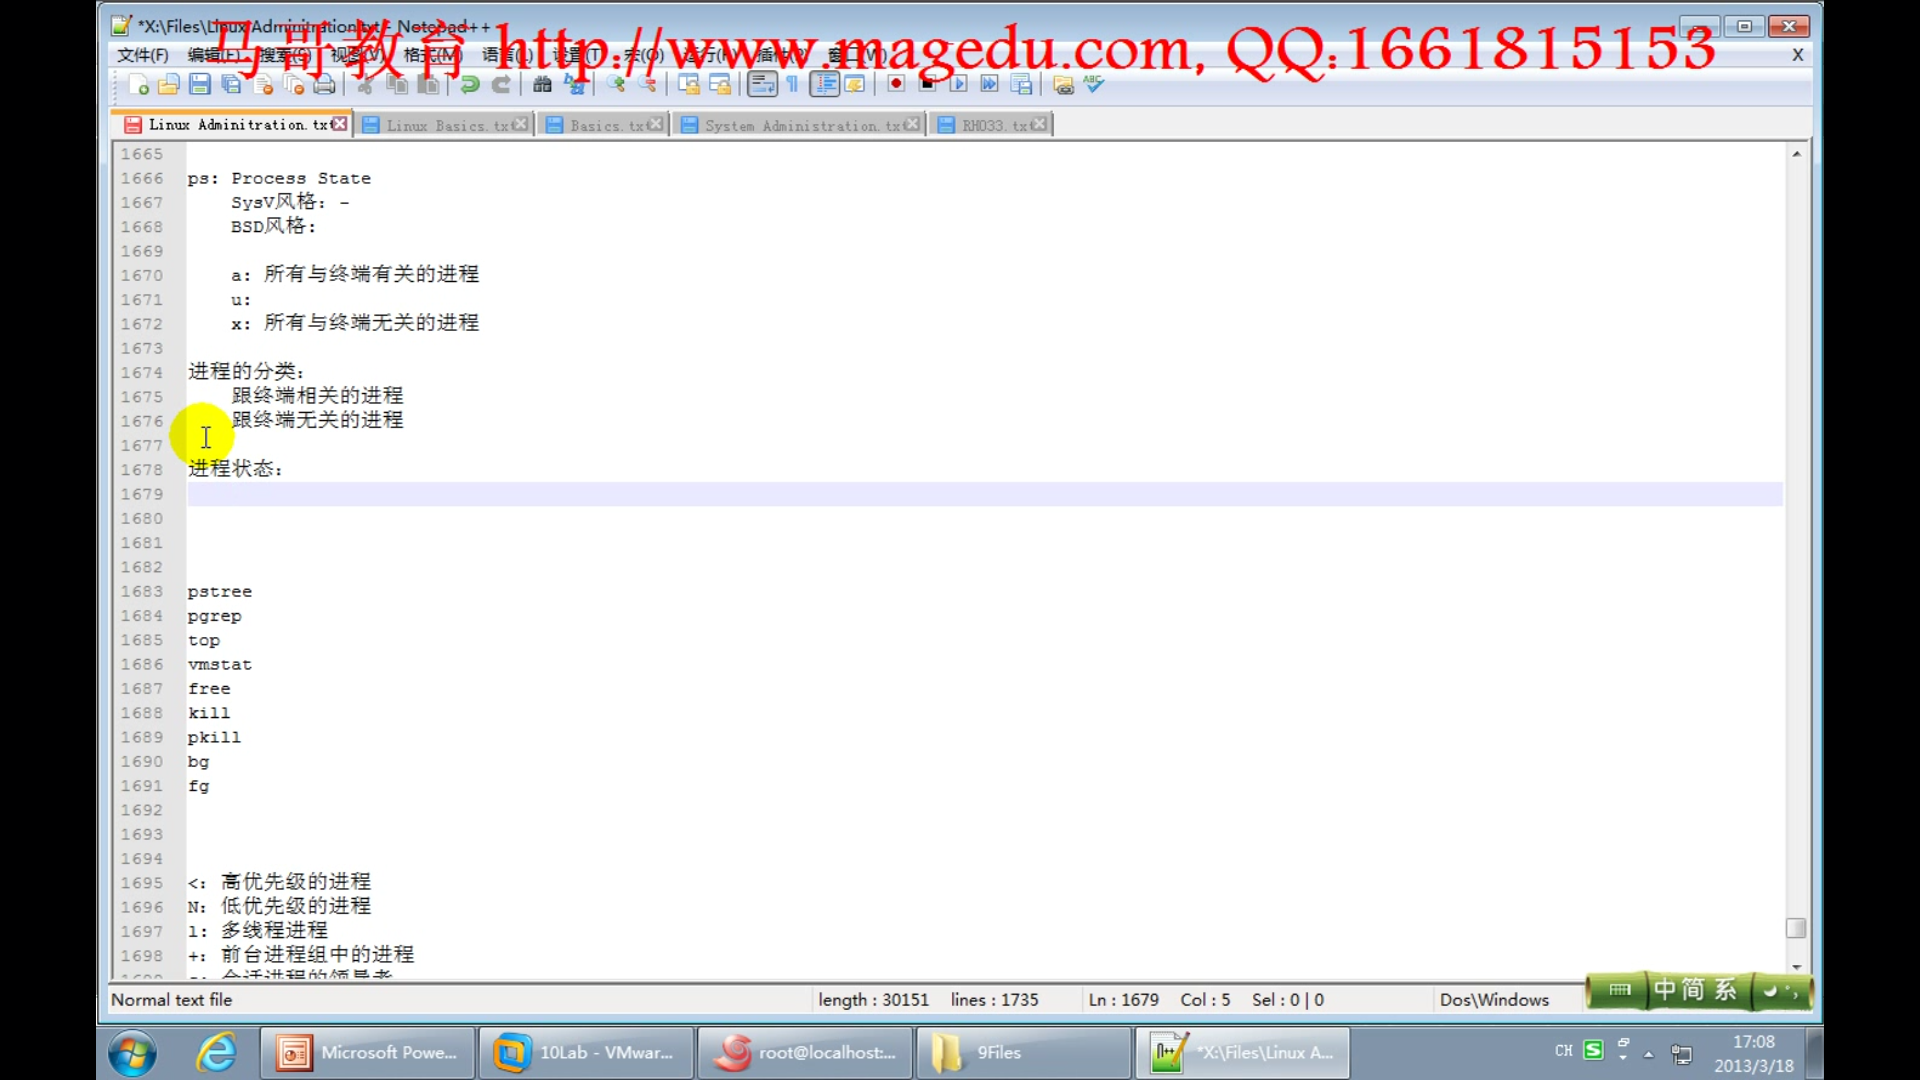 *X:\Files\Linux Adminitration.txt - Notepad++
马哥教育 http://www.magedu.com, QQ:1661815153
文件(F) 编辑(E) 搜索(S) 视图(V) 格式(M) 语言(L) 设置(T) 宏(O) 运行(R) 插件(P) 窗口(W) X
Linux Adminitration.txt Linux Basics.txt Basics.txt System Administration.txt RH033.txt
1665
1666 ps: Process State
1667 SysV风格: -
1668 BSD风格:
1669
1670 a: 所有与终端有关的进程
1671 u:
1672 x: 所有与终端无关的进程
1673
1674 进程的分类:
1675 跟终端相关的进程
1676 跟终端无关的进程
1677
1678 进程状态:
1679
1680
1681
1682
1683 pstree
1684 pgrep
1685 top
1686 vmstat
1687 free
1688 kill
1689 pkill
1690 bg
1691 fg
1692
1693
1694
1695 <: 高优先级的进程
1696 N: 低优先级的进程
1697 l: 多线程进程
1698 +: 前台进程组中的进程
会话进程的领导者
Normal text file length : 30151 lines : 1735 Ln : 1679 Col : 5 Sel : 0 | 0 Dos\Windows
中简系
Microsoft Powe... 10Lab - VMwar... root@localhost:... 9Files *X:\Files\Linux A... CH 17:08
2013/3/18